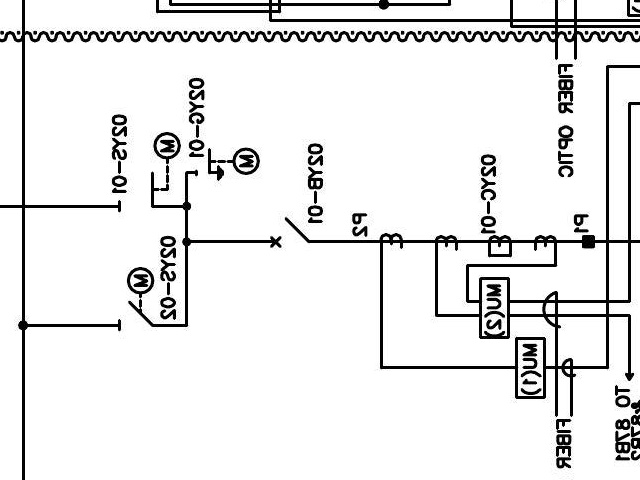 02YS-01
M
02YG-01
M
02YB-01
P2
02YC-01
P1
FIBER OPTIC
M
02YS-02
MU(2)
MU(1)
FIBER
TO 87B1
&87B2